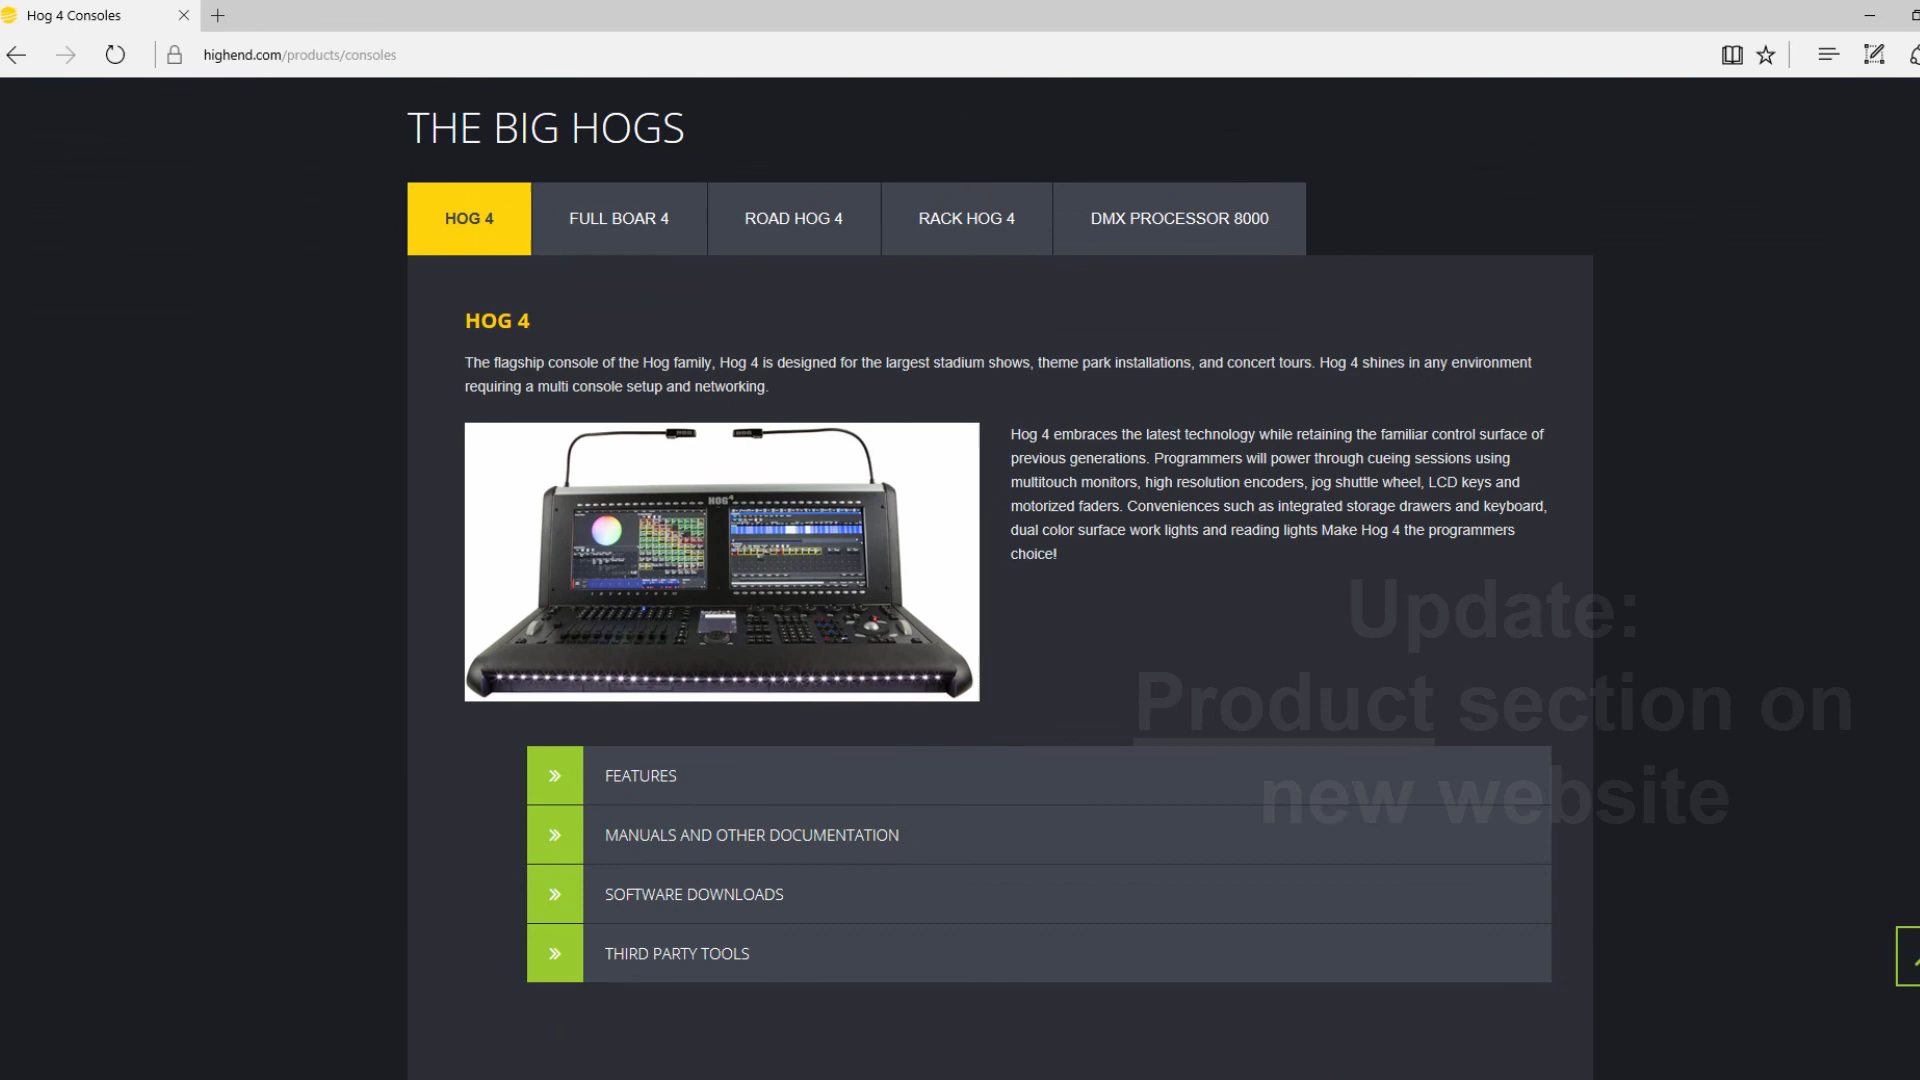 Hog 4 Consoles
highend.com/products/consoles
THE BIG HOGS
HOG 4
FULL BOAR 4
ROAD HOG 4
RACK HOG 4
DMX PROCESSOR 8000
HOG 4
The flagship console of the Hog family, Hog 4 is designed for the largest stadium shows, theme park installations, and concert tours. Hog 4 shines in any environment
requiring a multi console setup and networking.
HOG 4
Hog 4 embraces the latest technology while retaining the familiar control surface of
previous generations. Programmers will power through cueing sessions using
multitouch monitors, high resolution encoders, jog shuttle wheel, LCD keys and
motorized faders. Conveniences such as integrated storage drawers and keyboard,
dual color surface work lights and reading lights Make Hog 4 the programmers
choice!
Update:
Product section on
new website
FEATURES
MANUALS AND OTHER DOCUMENTATION
SOFTWARE DOWNLOADS
THIRD PARTY TOOLS